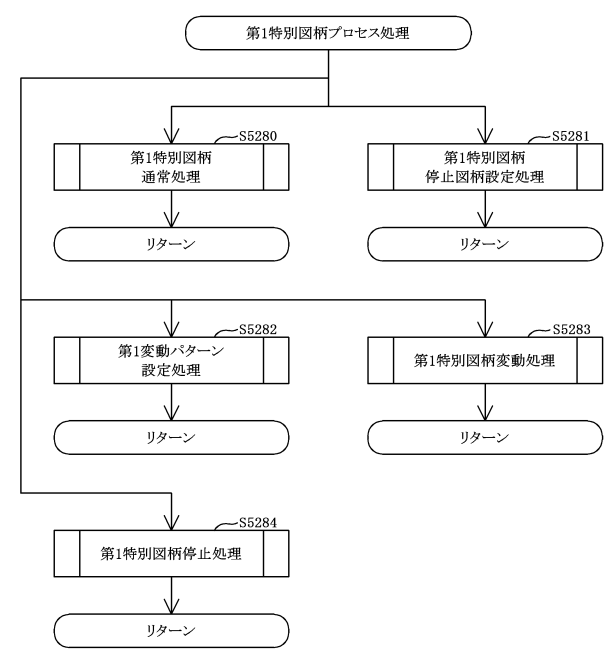 第1特別図柄プロセス処理
S5280
第1特別図柄
通常処理
リターン
S5281
第1特別図柄
停止図柄設定処理
リターン
S5282
第1変動パターン
設定処理
リターン
S5283
第1特別図柄変動処理
リターン
S5284
第1特別図柄停止処理
リターン